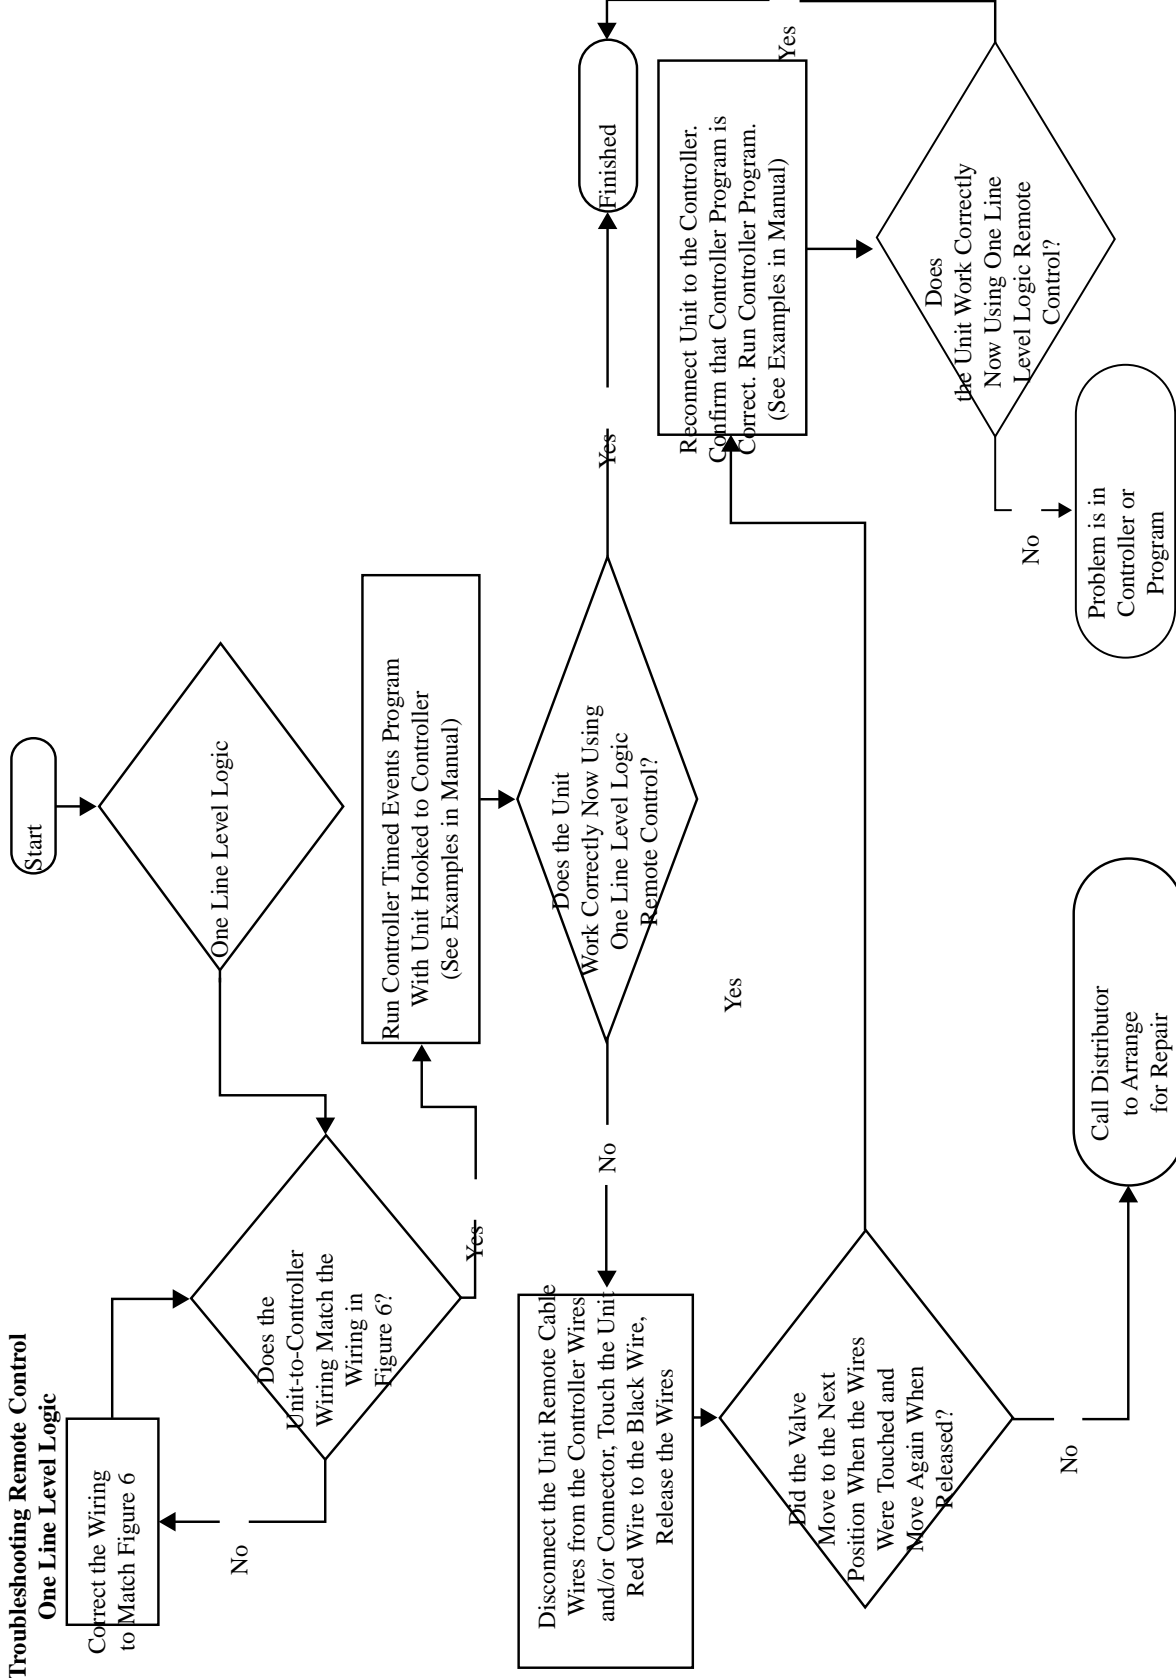 Troubleshooting Remote Control
One Line Level Logic
Start
One Line Level Logic
Correct the Wiring
to Match Figure 6
No
Does the
Unit-to-Controller
Wiring Match the
Wiring in
Figure 6?
Yes
Run Controller Timed Events Program
With Unit Hooked to Controller
(See Examples in Manual)
Does the Unit
Work Correctly Now Using
One Line Level Logic
Remote Control?
Yes
Finished
No
Disconnect the Unit Remote Cable
Wires from the Controller Wires
and/or Connector, Touch the Unit
Red Wire to the Black Wire,
Release the Wires
Yes
Did the Valve
Move to the Next
Position When the Wires
Were Touched and
Move Again When
Released?
No
Call Distributor
to Arrange
for Repair
Reconnect Unit to the Controller.
Confirm that Controller Program is
Correct. Run Controller Program.
(See Examples in Manual)
Yes
Does
the Unit Work Correctly
Now Using One Line
Level Logic Remote
Control?
No
Problem is in
Controller or
Program